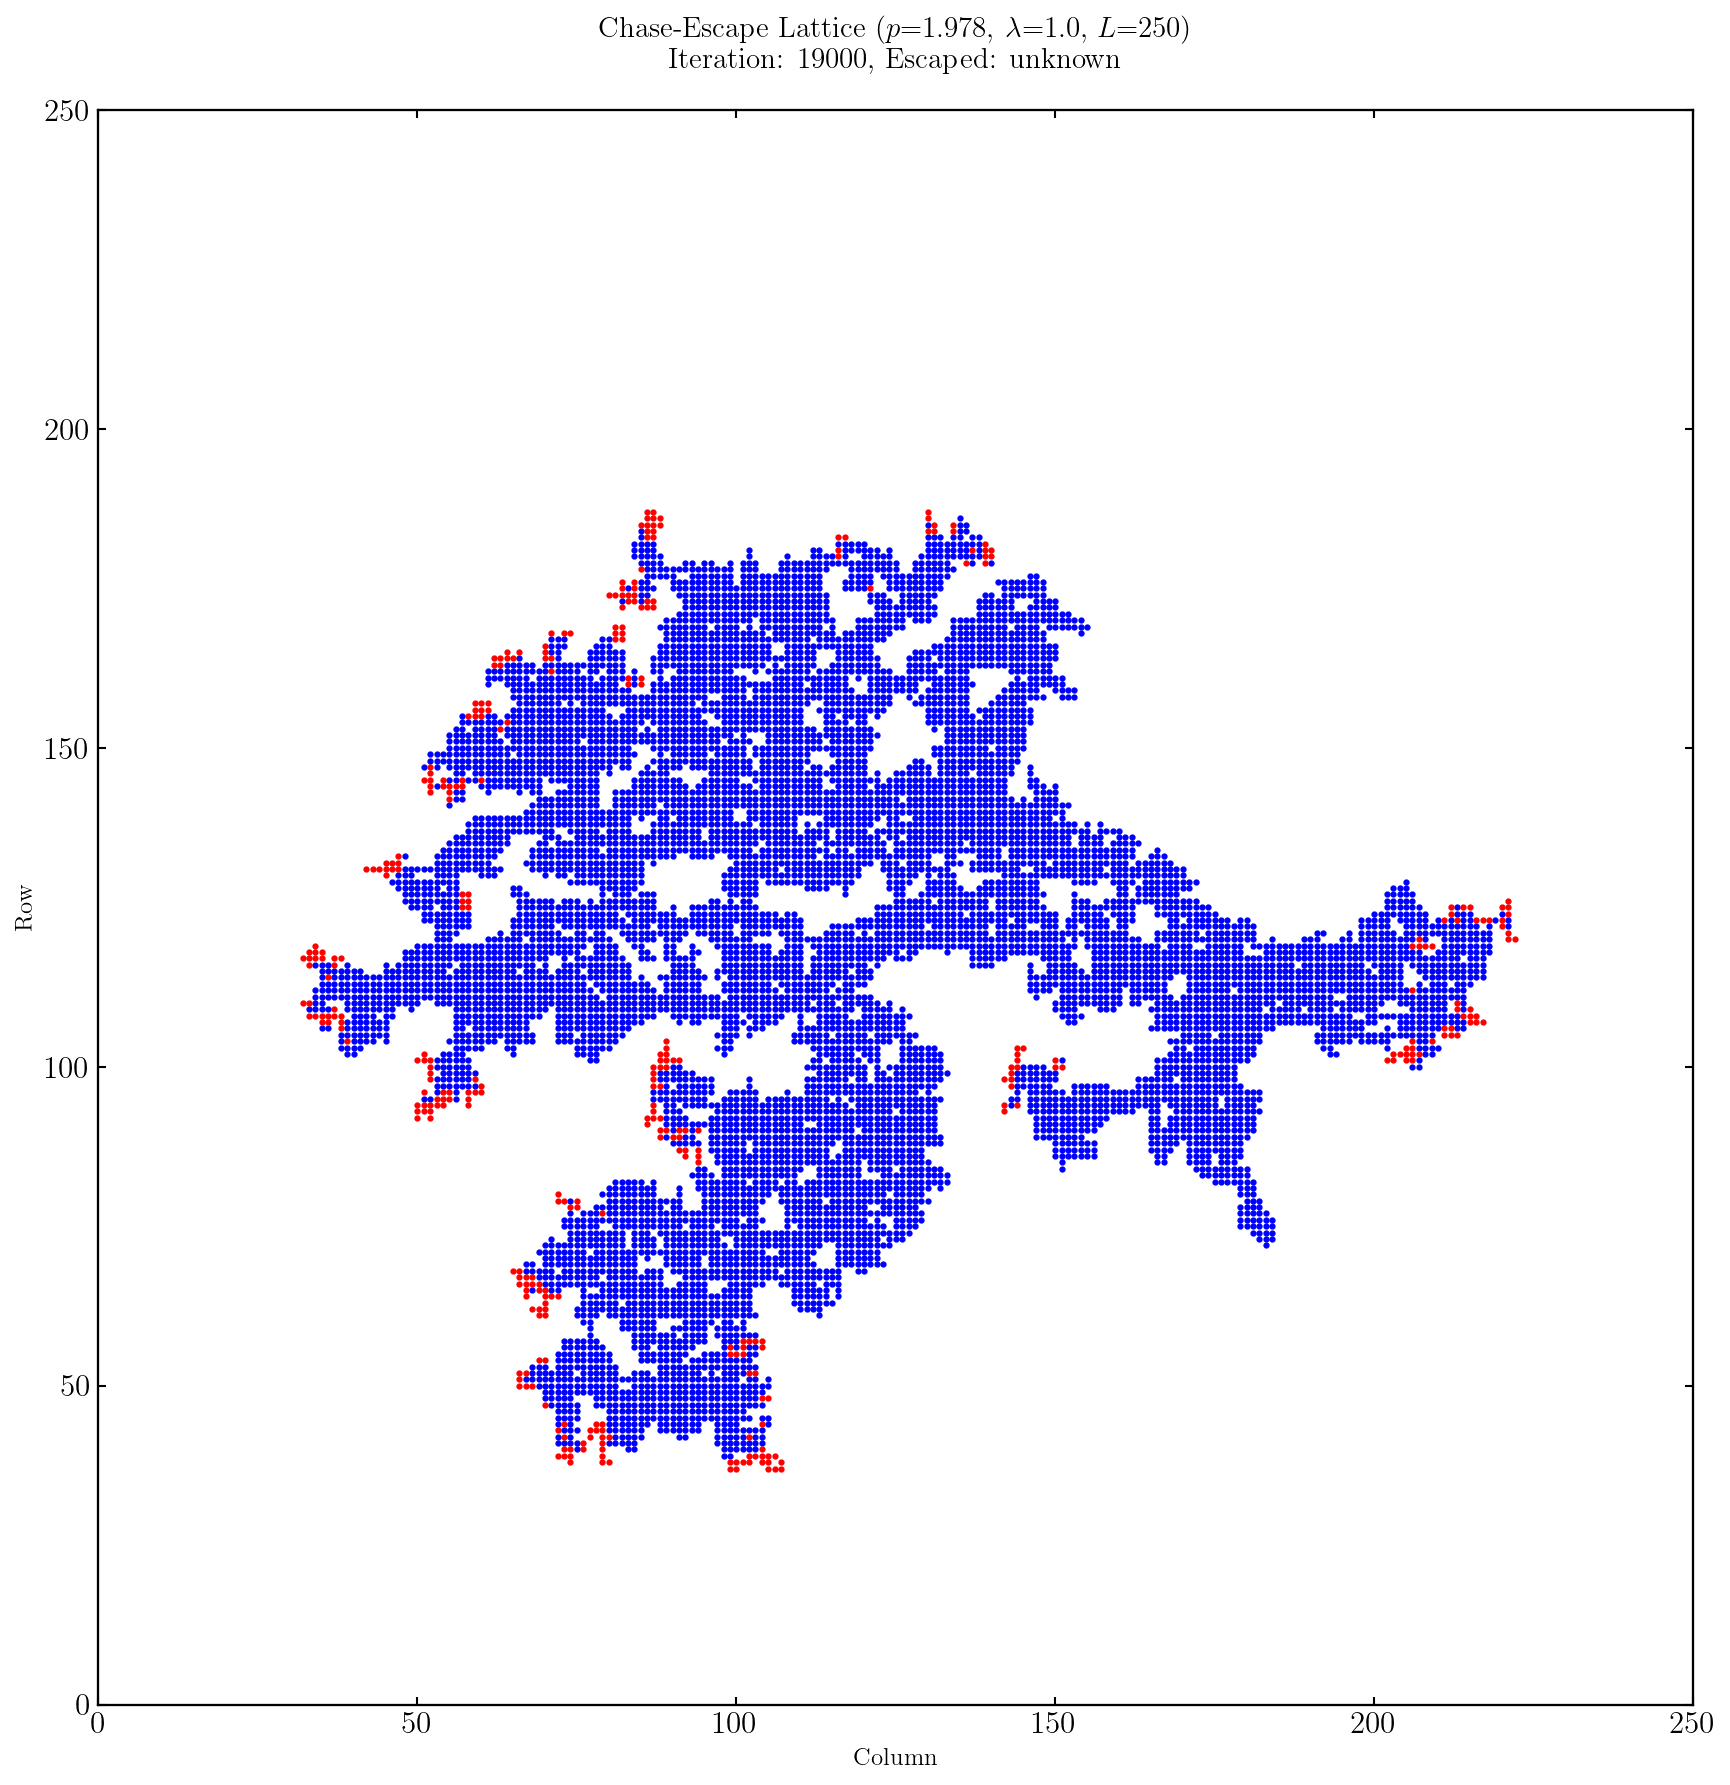 Chase-Escape Lattice (p=1.978, λ=1.0, L=250)
Iteration: 19000, Escaped: unknown
250
200
150
100
50
0
Row
0 50 100 150 200 250
Column